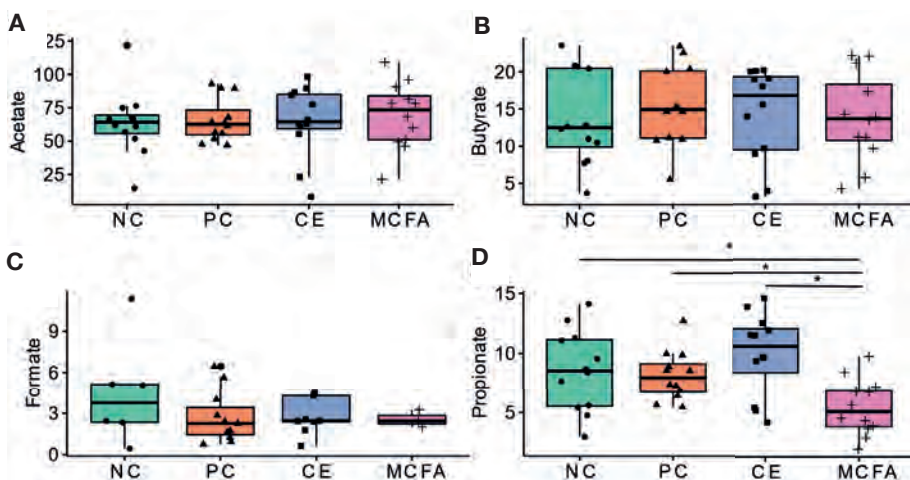 A
Acetate
25
100
75
50
25
NC PC CE MCFA
B
Butyrate
20
15
10
5
NC PC CE MCFA
C
Formate
9
6
3
0
NC PC CE MCFA
D
*
*
*
Propionate
15
10
5
NC PC CE MCFA